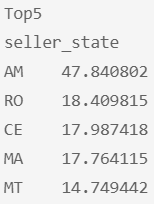 Top5
seller_state
AM 47.840802
RO 18.409815
CE 17.987418
MA 17.764115
MT 14.749442